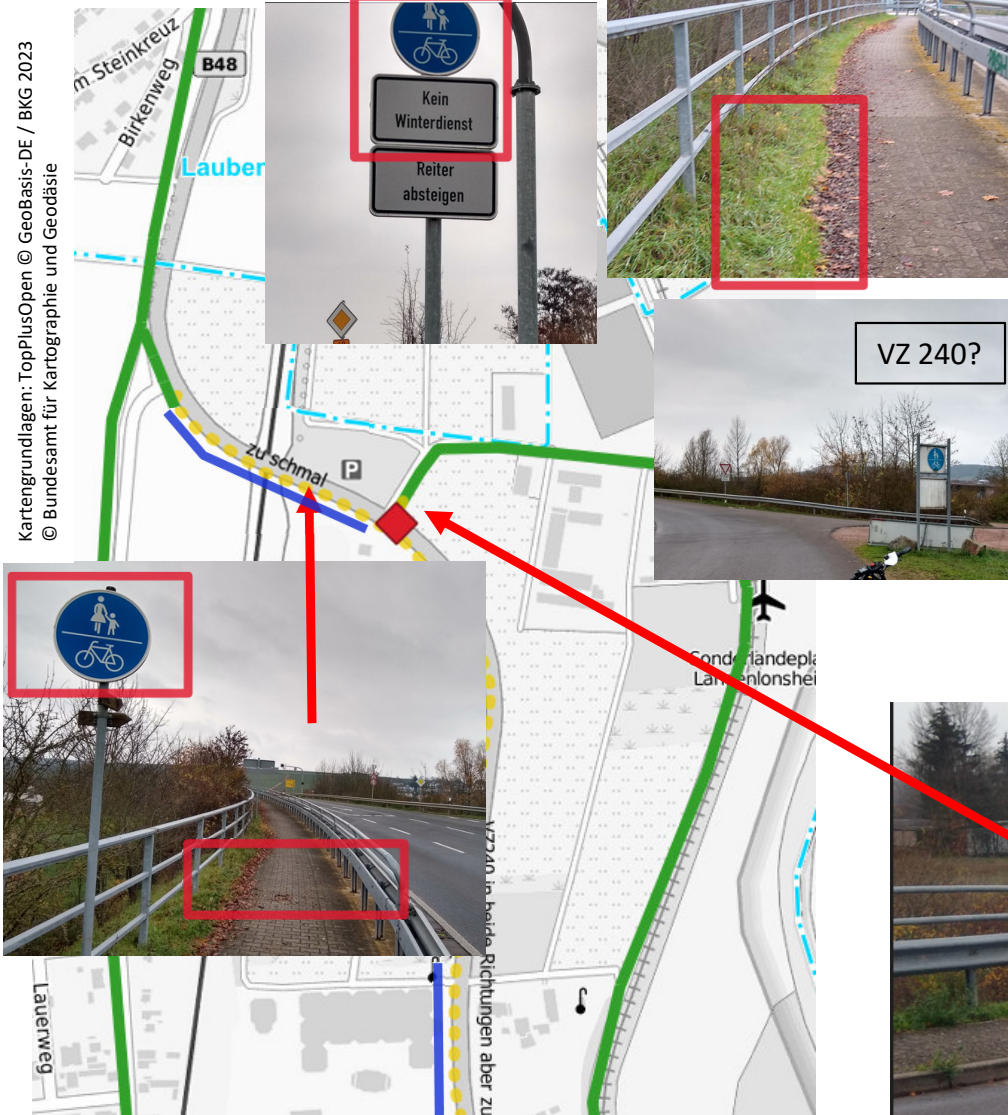 Kartengrundlagen: TopPlusOpen © GeoBasis-DE / BKG 2023
© Bundesamt für Kartographie und Geodäsie
m Steinkreuz
Birkenweg
B48
Lauben
Kein
Winterdienst
Reiter
absteigen
VZ 240?
zu schmal
P
Sonderlandepla
Langenlonshei
VZ240 in beide Richtungen aber zu
Lauerweg